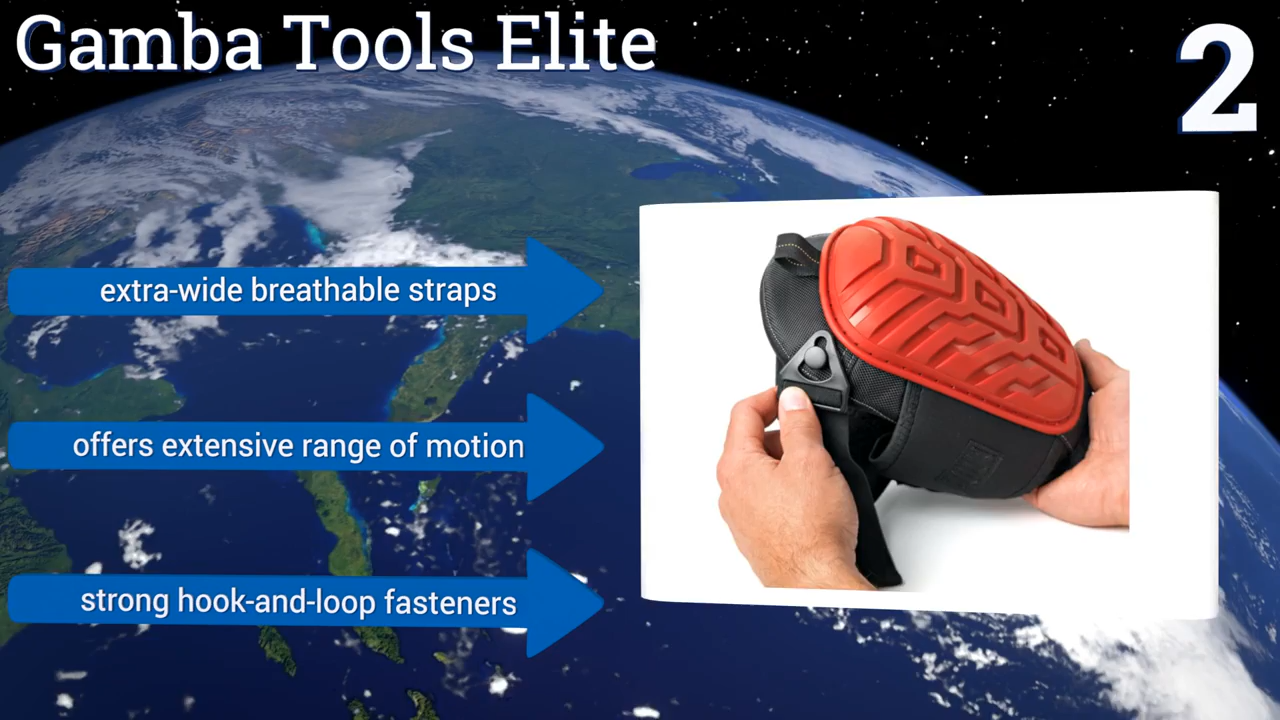 Gamba Tools Elite
2
extra-wide breathable straps
offers extensive range of motion
strong hook-and-loop fasteners